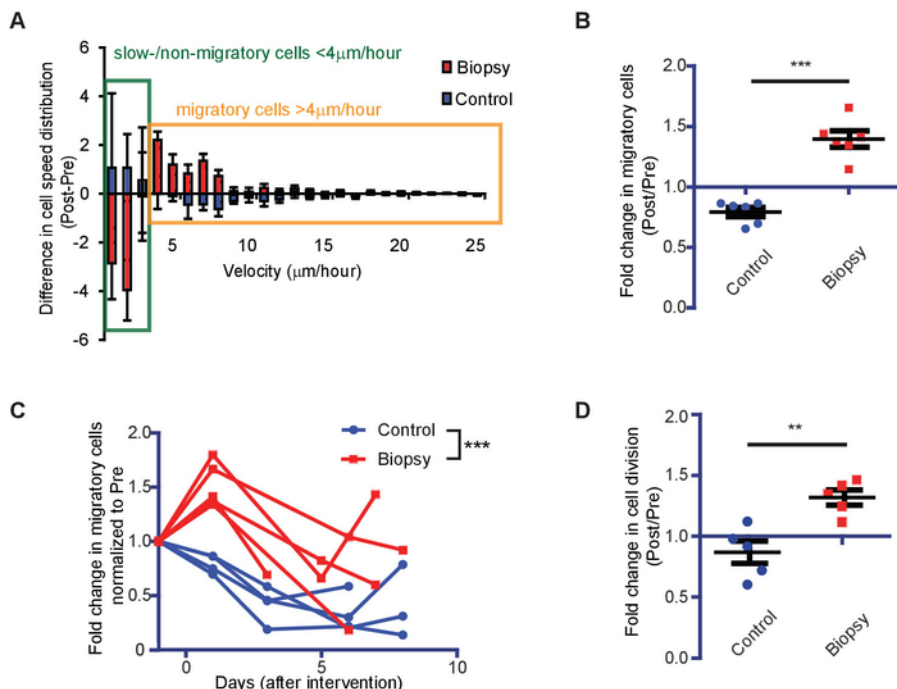 A
slow-/non-migratory cells <4μm/hour
Biopsy
Control
migratory cells >4μm/hour
Difference in cell speed distribution
(Post-Pre)
6
4
2
0
-2
-4
-6
5
10
15
20
25
Velocity (μm/hour)
B
Fold change in migratory cells
(Post/Pre)
2.0
1.5
1.0
0.5
0.0
***
Control
Biopsy
C
Fold change in migratory cells
normalized to Pre
2.0
1.5
1.0
0.5
0
Control
Biopsy
***
0
5
10
Days (after intervention)
D
Fold change in cell division
(Post/Pre)
2.0
1.5
1.0
0.5
0.0
**
Control
Biopsy